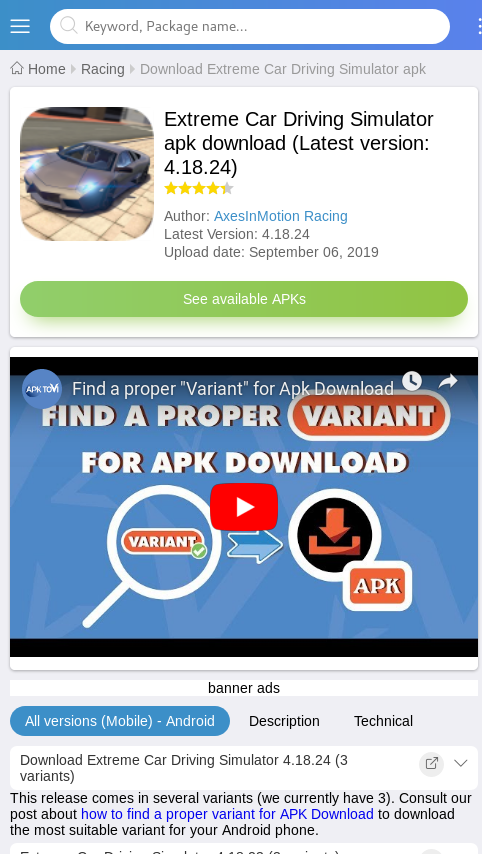 Keyword, Package name...
Home Racing Download Extreme Car Driving Simulator apk
Extreme Car Driving Simulator
apk download (Latest version:
4.18.24)
Author: AxesInMotion Racing
Latest Version: 4.18.24
Upload date: September 06, 2019
See available APKs
Find a proper "Variant" for Apk Download
FIND A PROPER VARIANT
FOR APK DOWNLOAD
VARIANT
APK
banner ads
All versions (Mobile) - Android Description Technical
Download Extreme Car Driving Simulator 4.18.24 (3
variants)
This release comes in several variants (we currently have 3). Consult our
post about how to find a proper variant for APK Download to download
the most suitable variant for your Android phone.